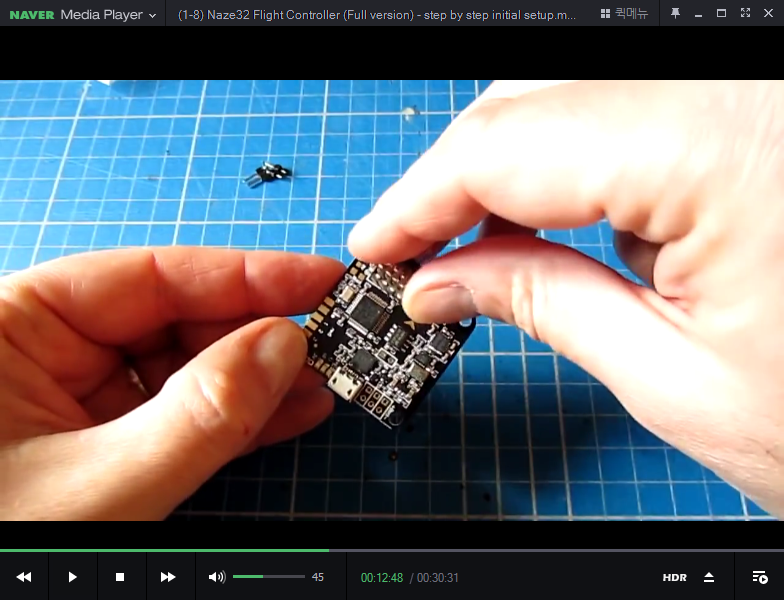 NAVER Media Player (1-8) Naze32 Flight Controller (Full version) - step by step initial setup.m... 퀵메뉴
45 00:12:48 / 00:30:31 HDR